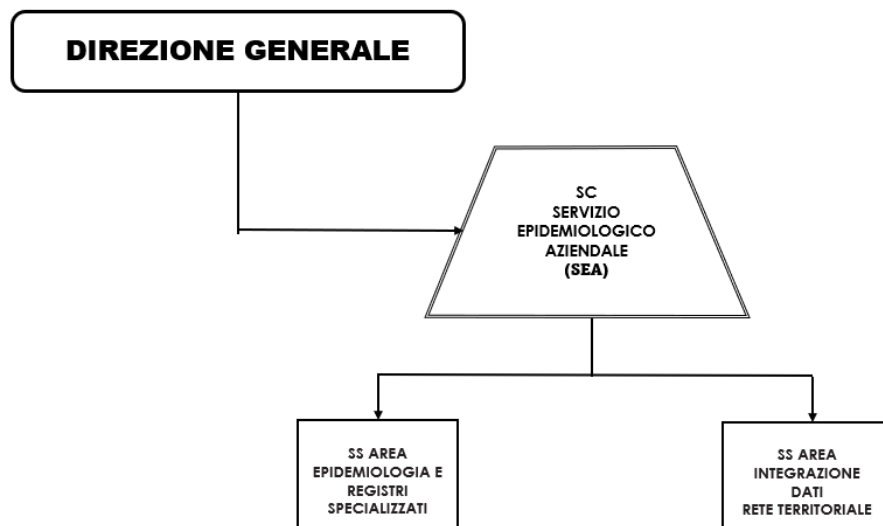 DIREZIONE GENERALE
SC
SERVIZIO
EPIDEMIOLOGICO
AZIENDALE
(SEA)
SS AREA
EPIDEMIOLOGIA E
REGISTRI
SPECIALIZZATI
SS AREA
INTEGRAZIONE
DATI
RETE TERRITORIALE